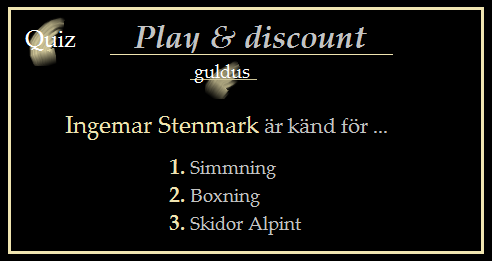 Quiz
Play & discount
guldus
Ingemar Stenmark är känd för ...
1. Simmning
2. Boxning
3. Skidor Alpint